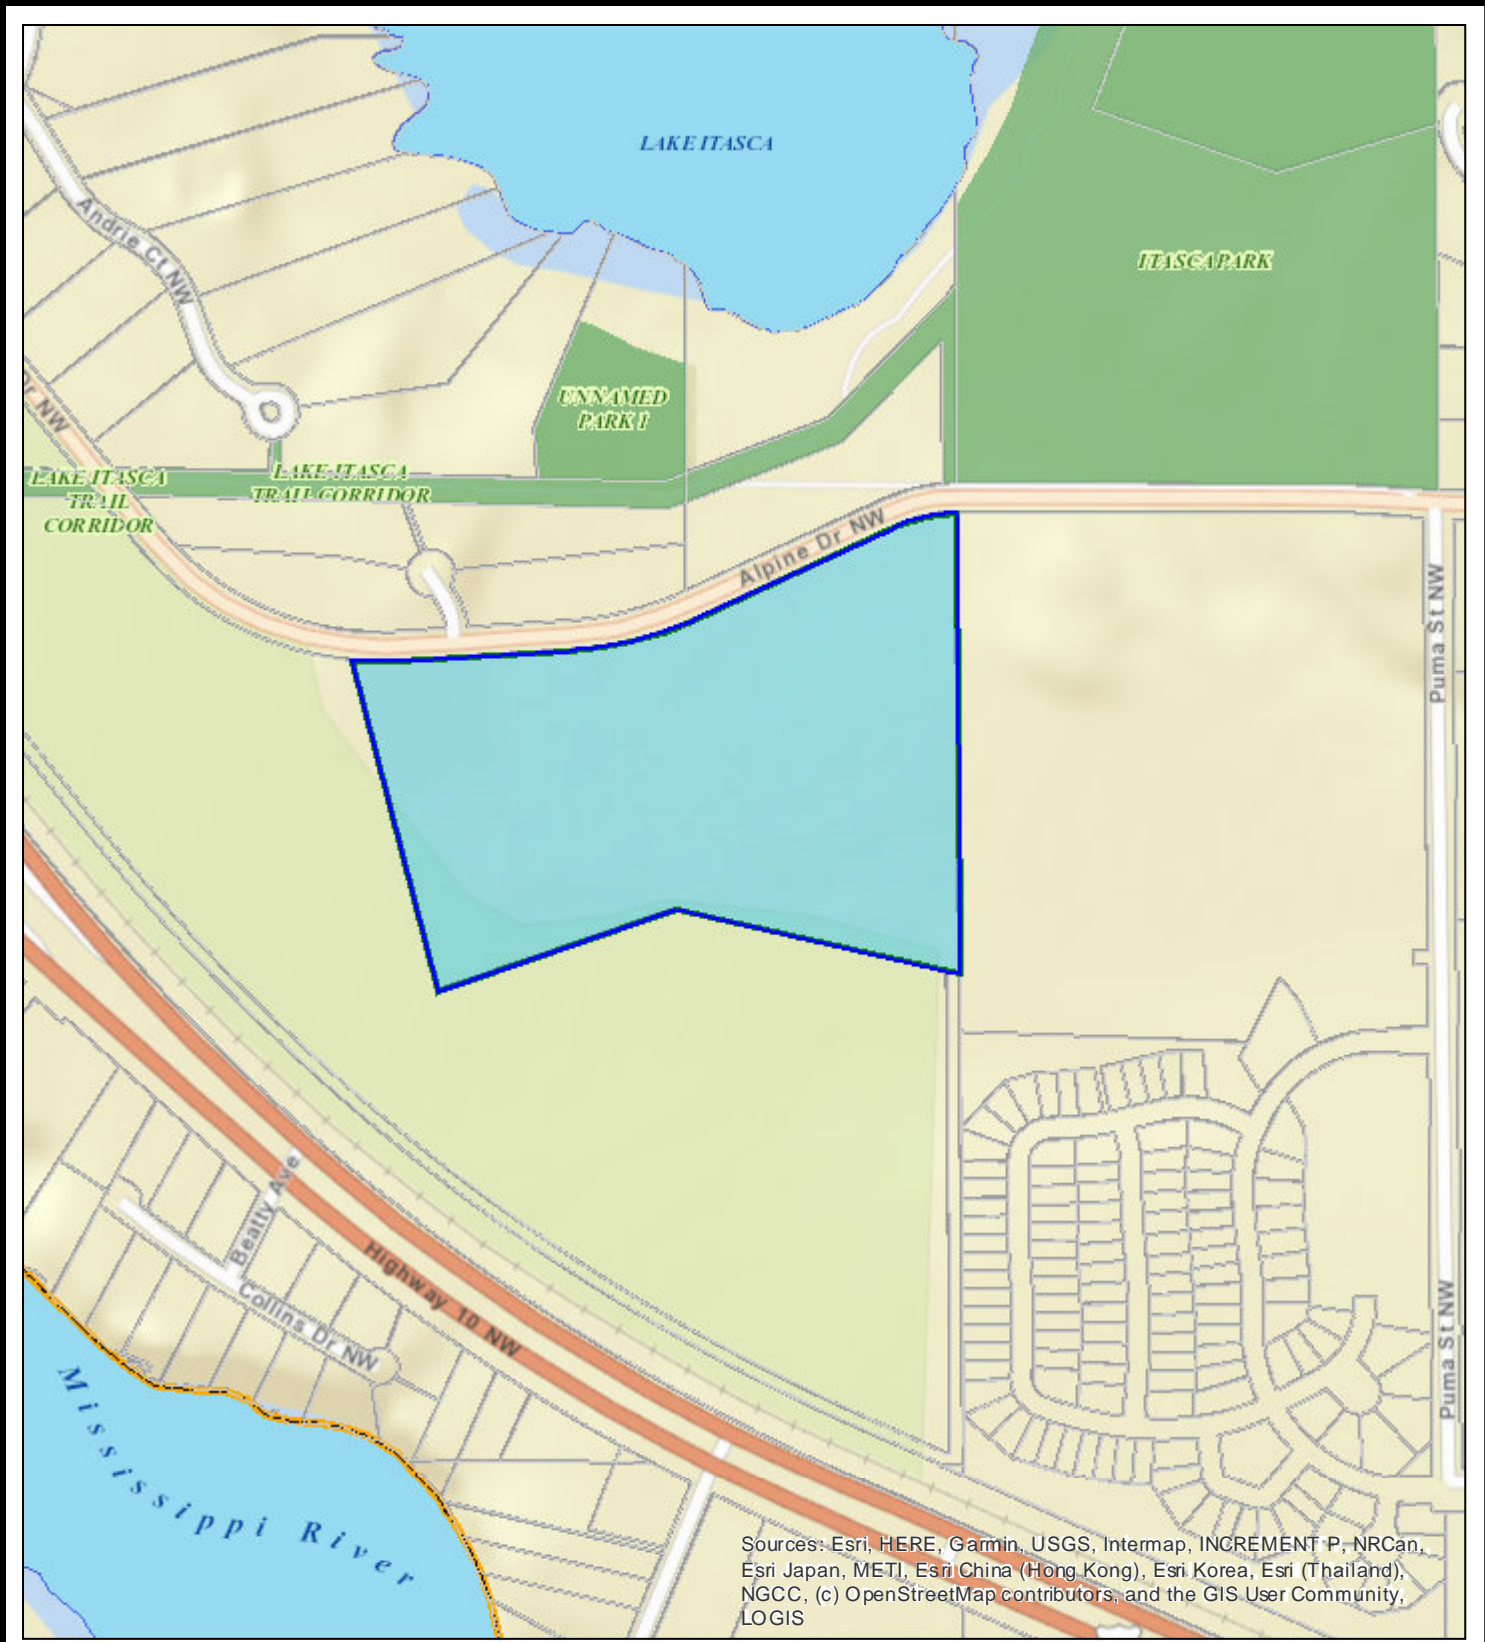 LAKE ITASCA
Andrie Ct NW
ITASCA PARK
Dr NW
UNNAMED
PARK 1
LAKE ITASCA
TRAIL
CORRIDOR
LAKE ITASCA
TRAIL CORRIDOR
Alpine Dr NW
Puma St NW
Beatty Ave
Collins Dr NW
Highway 10 NW
Puma St NW
Mississippi River
Sources: Esri, HERE, Garmin, USGS, Intermap, INCREMENT P, NRCan,
Esri Japan, METI, Esri China (Hong Kong), Esri Korea, Esri (Thailand),
NGCC, (c) OpenStreetMap contributors, and the GIS User Community,
LOGIS